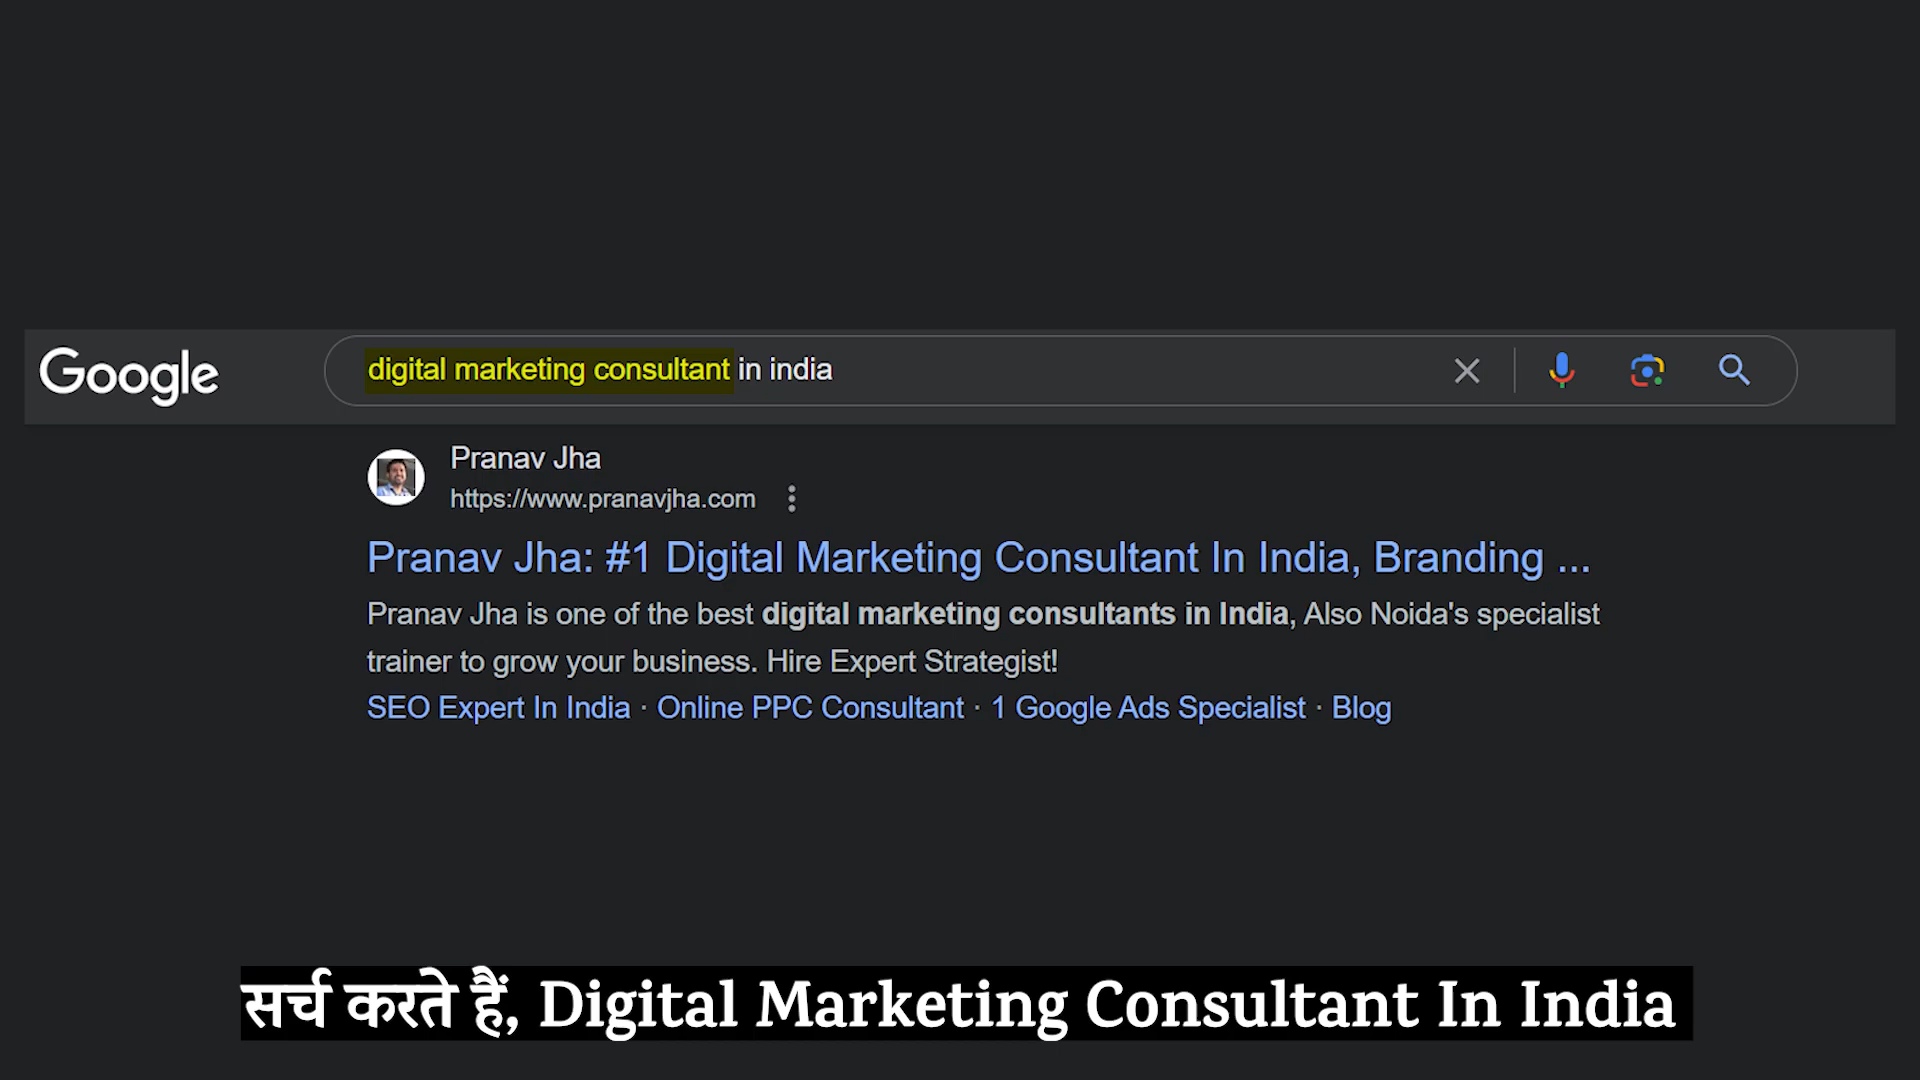 Google
digital marketing consultant in india
Pranav Jha
https://www.pranavjha.com
Pranav Jha: #1 Digital Marketing Consultant In India, Branding ...
Pranav Jha is one of the best digital marketing consultants in India, Also Noida's specialist
trainer to grow your business. Hire Expert Strategist!
SEO Expert In India · Online PPC Consultant · 1 Google Ads Specialist · Blog
सर्च करते हैं, Digital Marketing Consultant In India